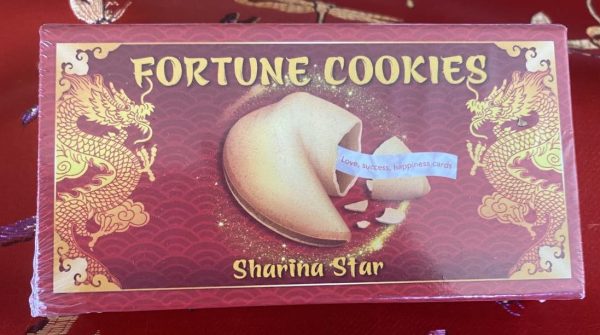 FORTUNE COOKIES
Love, success, happiness cards
Sharina Star